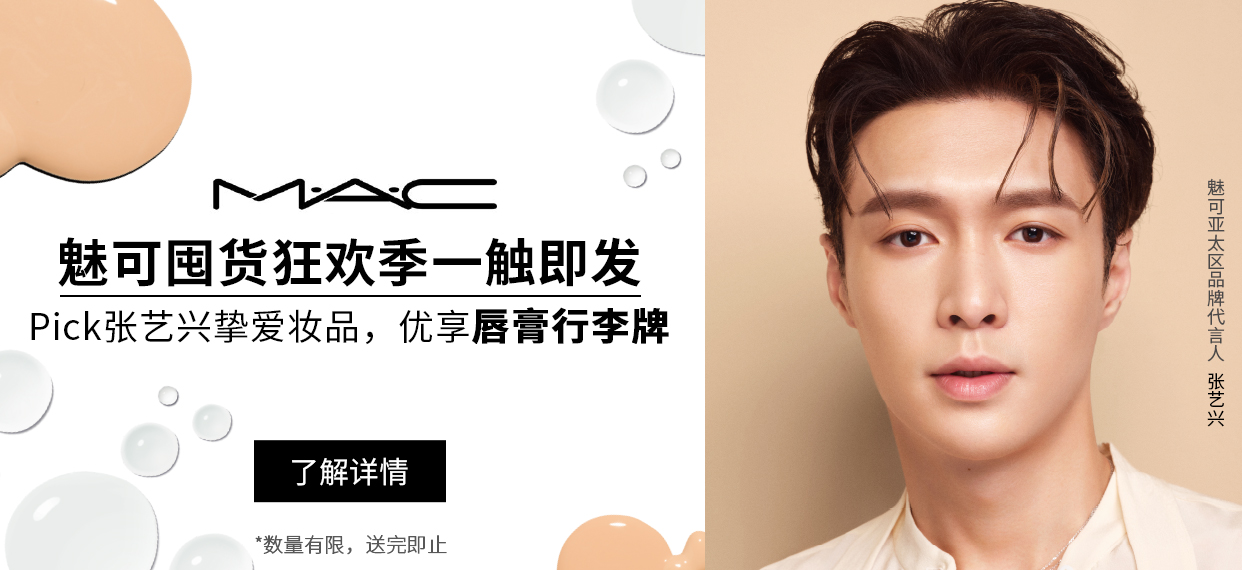 M·A·C
魅可囤货狂欢季一触即发
Pick张艺兴挚爱妆品，优享唇膏行李牌
了解详情
*数量有限，送完即止
魅可亚太区品牌代言人 张艺兴